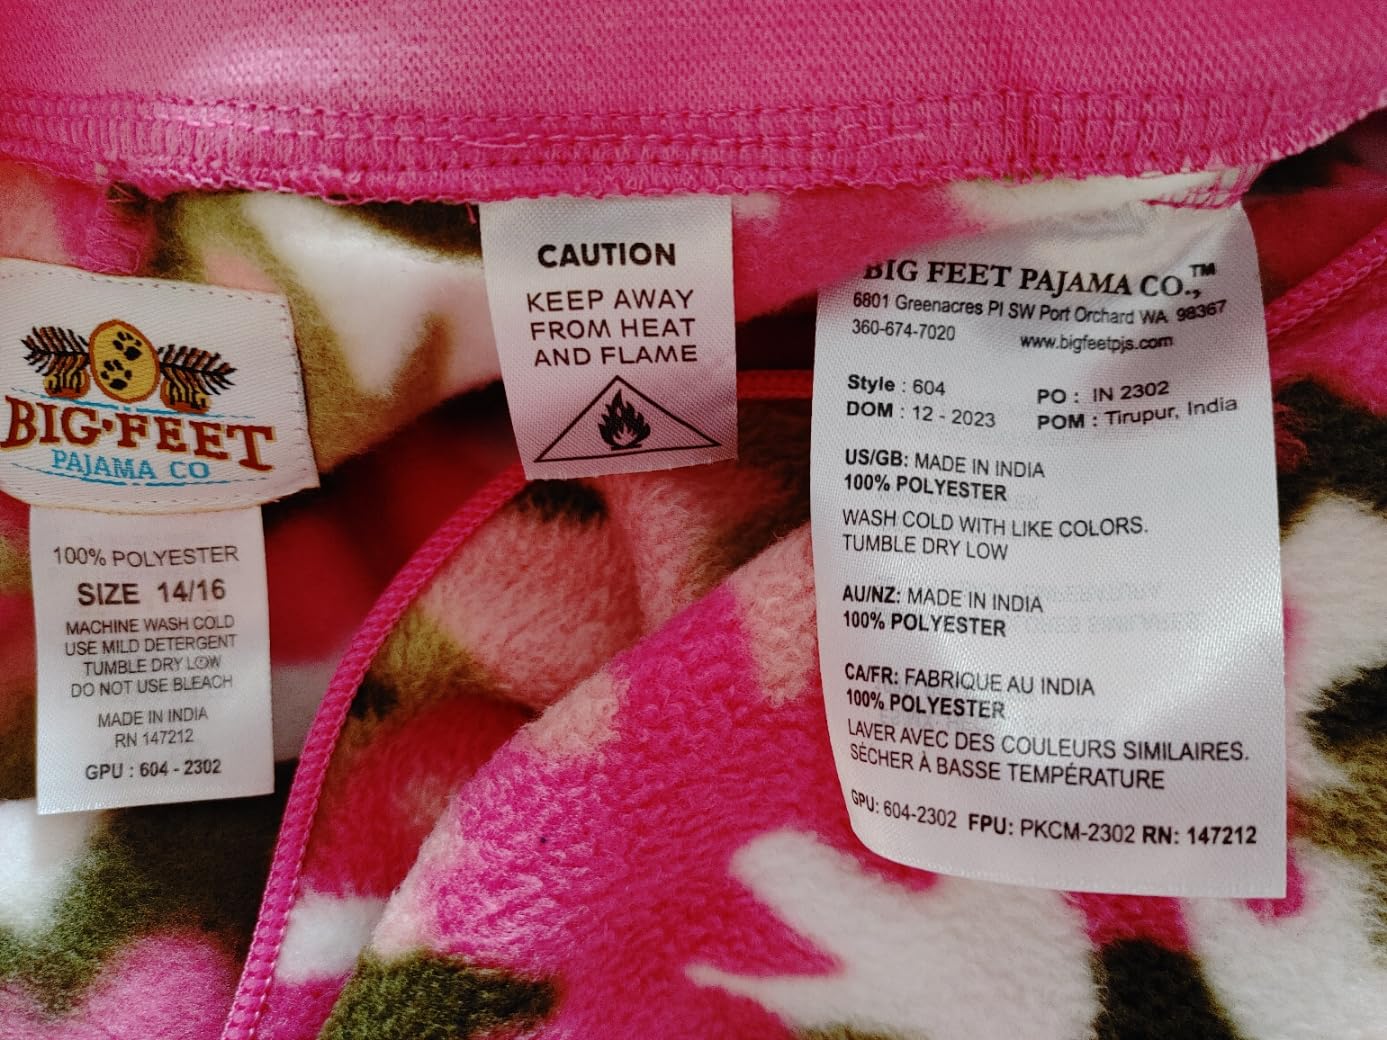 BIG·FEET
PAJAMA CO
100% POLYESTER
SIZE 14/16
MACHINE WASH COLD
USE MILD DETERGENT
TUMBLE DRY LOW
DO NOT USE BLEACH
MADE IN INDIA
RN 147212
GPU : 604 - 2302
CAUTION
KEEP AWAY
FROM HEAT
AND FLAME
BIG FEET PAJAMA CO.,™
6801 Greenacres Pl SW Port Orchard WA 98367
360-674-7020 www.bigfeetpjs.com
Style : 604 PO : IN 2302
DOM : 12 - 2023 POM : Tirupur, India
US/GB: MADE IN INDIA
100% POLYESTER
WASH COLD WITH LIKE COLORS.
TUMBLE DRY LOW
AU/NZ: MADE IN INDIA
100% POLYESTER
CA/FR: FABRIQUE AU INDIA
100% POLYESTER
LAVER AVEC DES COULEURS SIMILAIRES.
SÉCHER À BASSE TEMPÉRATURE
GPU: 604-2302 FPU: PKCM-2302 RN: 147212